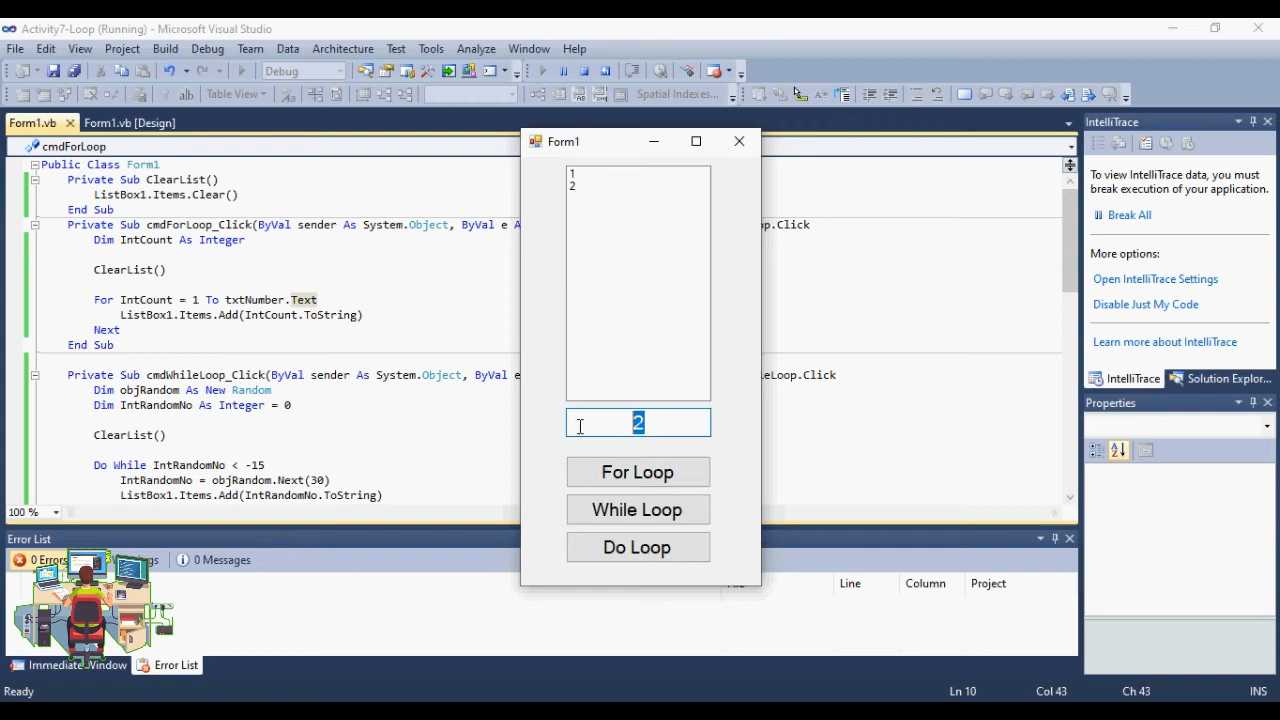 Activity7-Loop (Running) - Microsoft Visual Studio
File Edit View Project Build Debug Team Data Architecture Test Tools Analyze Window Help
Debug
Table View Spatial Indexes...
Form1.vb Form1.vb [Design]
cmdForLoop
Public Class Form1
Private Sub ClearList()
ListBox1.Items.Clear()
End Sub
Private Sub cmdForLoop_Click(ByVal sender As System.Object, ByVal e A
op.Click
Dim IntCount As Integer
ClearList()
For IntCount = 1 To txtNumber.Text
ListBox1.Items.Add(IntCount.ToString)
Next
End Sub
Private Sub cmdWhileLoop_Click(ByVal sender As System.Object, ByVal e
leLoop.Click
Dim objRandom As New Random
Dim IntRandomNo As Integer = 0
ClearList()
Do While IntRandomNo < -15
IntRandomNo = objRandom.Next(30)
ListBox1.Items.Add(IntRandomNo.ToString)
100 %
Form1
1
2
2
For Loop
While Loop
Do Loop
IntelliTrace
To view IntelliTrace data, you must
break execution of your application.
Break All
More options:
Open IntelliTrace Settings
Disable Just My Code
Learn more about IntelliTrace
IntelliTrace Solution Explor...
Properties
Error List
0 Errors 0 Messages
Line Column Project
Immediate Window Error List
Ready Ln 10 Col 43 Ch 43 INS